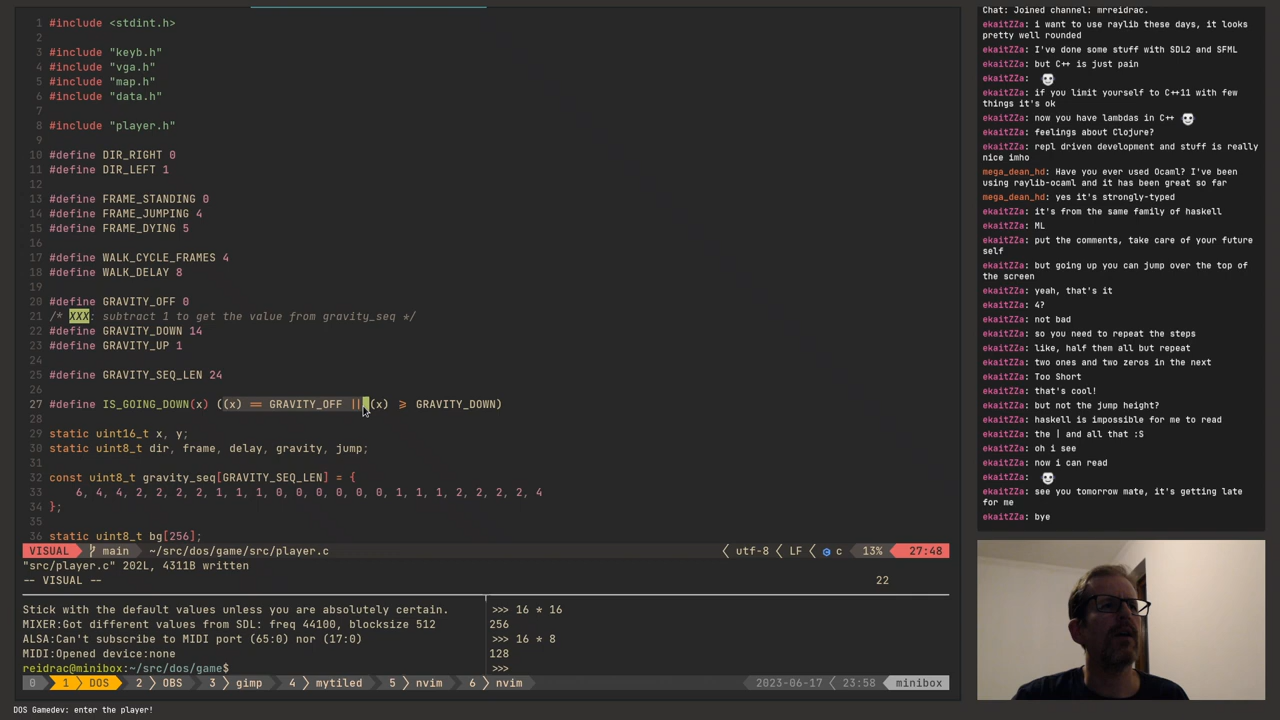 1 #include <stdint.h>
2
3 #include "keyb.h"
4 #include "vga.h"
5 #include "map.h"
6 #include "data.h"
7
8 #include "player.h"
9
10 #define DIR_RIGHT 0
11 #define DIR_LEFT 1
12
13 #define FRAME_STANDING 0
14 #define FRAME_JUMPING 4
15 #define FRAME_DYING 5
16
17 #define WALK_CYCLE_FRAMES 4
18 #define WALK_DELAY 8
19
20 #define GRAVITY_OFF 0
21 /* XXX: subtract 1 to get the value from gravity_seq */
22 #define GRAVITY_DOWN 14
23 #define GRAVITY_UP 1
24
25 #define GRAVITY_SEQ_LEN 24
26
27 #define IS_GOING_DOWN(x) ((x) == GRAVITY_OFF || (x) >= GRAVITY_DOWN)
28
29 static uint16_t x, y;
30 static uint8_t dir, frame, delay, gravity, jump;
31
32 const uint8_t gravity_seq[GRAVITY_SEQ_LEN] = {
33 6, 4, 4, 2, 2, 2, 2, 1, 1, 1, 0, 0, 0, 0, 0, 0, 1, 1, 1, 2, 2, 2, 2, 4
34 };
35
36 static uint8_t bg[256];
VISUAL main ~/src/dos/game/src/player.c utf-8 LF c 13% 27:48
"src/player.c" 202L, 4311B written
-- VISUAL -- 22
Stick with the default values unless you are absolutely certain.
MIXER:Got different values from SDL: freq 44100, blocksize 512
ALSA:Can't subscribe to MIDI port (65:0) nor (17:0)
MIDI:Opened device:none
reidrac@minibox:~/src/dos/game$
>>> 16 * 16
256
>>> 16 * 8
128
>>>
0 1 DOS 2 OBS 3 gimp 4 mytiled 5 nvim 6 nvim 2023-06-17 23:58 minibox
DOS Gamedev: enter the player!
Chat: Joined channel: mrreidrac.
ekaitZZa: i want to use raylib these days, it looks
pretty well rounded
ekaitZZa: I've done some stuff with SDL2 and SFML
ekaitZZa: but C++ is just pain
ekaitZZa:
ekaitZZa: if you limit yourself to C++11 with few
things it's ok
ekaitZZa: now you have lambdas in C++
ekaitZZa: feelings about Clojure?
ekaitZZa: repl driven development and stuff is really
nice imho
mega_dean_hd: Have you ever used Ocaml? I've been
using raylib-ocaml and it has been great so far
mega_dean_hd: yes it's strongly-typed
ekaitZZa: it's from the same family of haskell
ekaitZZa: ML
ekaitZZa: put the comments, take care of your future
self
ekaitZZa: but going up you can jump over the top of
the screen
ekaitZZa: yeah, that's it
ekaitZZa: 4?
ekaitZZa: not bad
ekaitZZa: so you need to repeat the steps
ekaitZZa: like, half them all but repeat
ekaitZZa: two ones and two zeros in the next
ekaitZZa: Too Short
ekaitZZa: that's cool!
ekaitZZa: but not the jump height?
ekaitZZa: haskell is impossible for me to read
ekaitZZa: the | and all that :S
ekaitZZa: oh i see
ekaitZZa: now i can read
ekaitZZa:
ekaitZZa: see you tomorrow mate, it's getting late
for me
ekaitZZa: bye